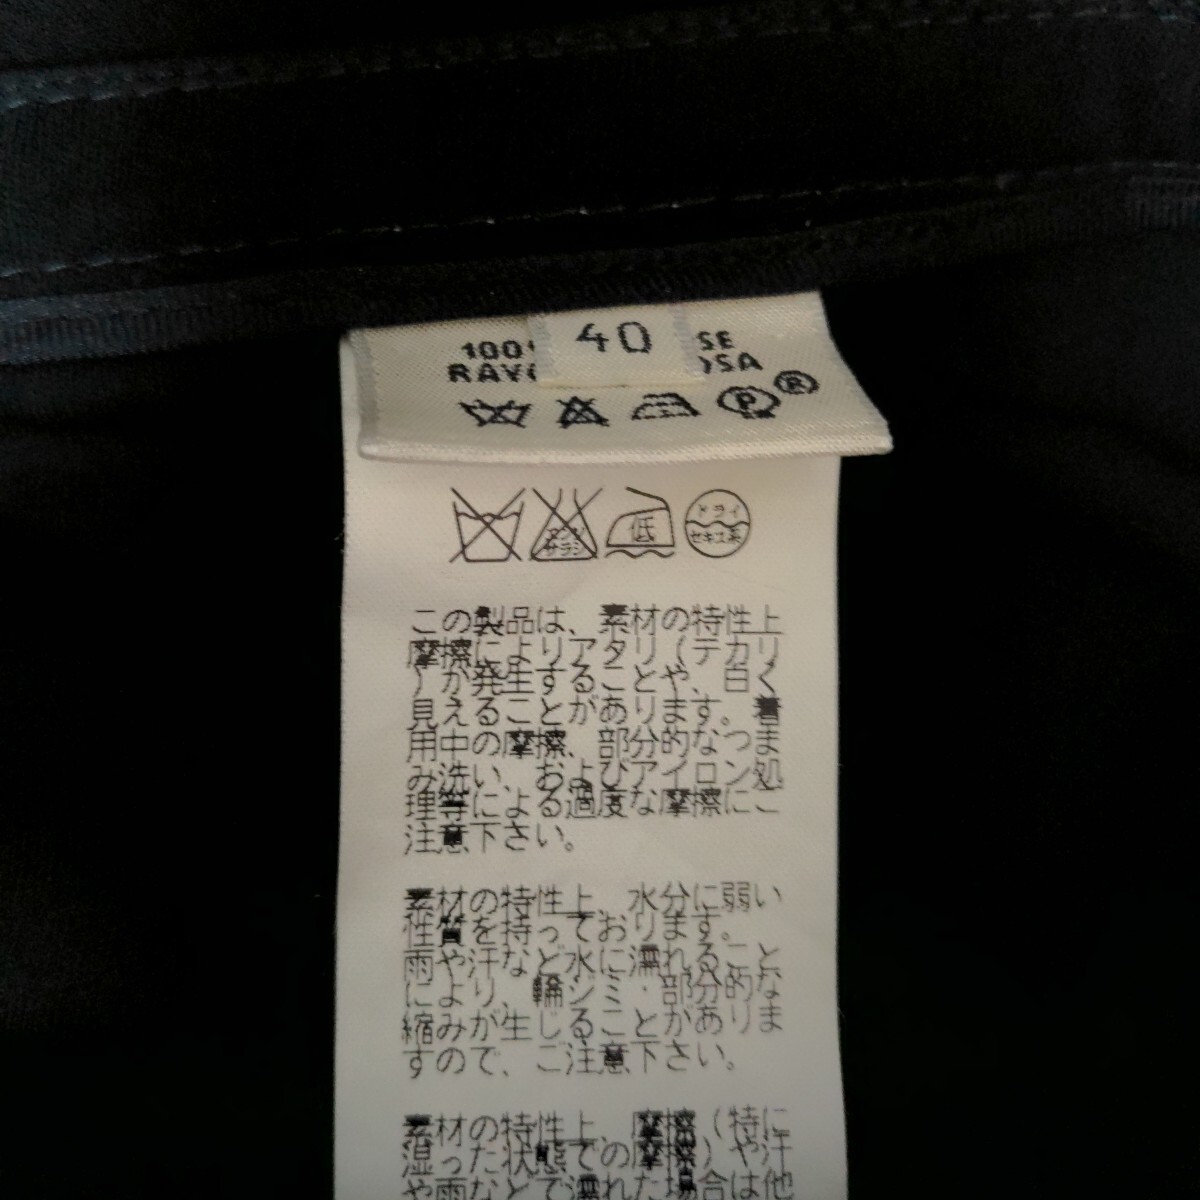 40
100%
SE
OSA
P
®
エンソ
サラシ
低
ドライ
セキユ系
この製品は、素材の特性上
摩擦によりアタリ(テカリ
)が発生することや、白く
見えることがあります。着
用中の摩擦、部分的なつま
み洗い、およびアイロン処
理等による過度な摩擦にご
注意下さい。
素材の特性上、水分に弱い
性質を持っております。
雨や汗など水に濡れること
により、輪ジミ・部分的な
縮みが生じることがありま
すので、ご注意下さい。
素材の特性上、摩擦(特に
湿った状態での摩擦)や汗
や雨などで濡れた場合は他